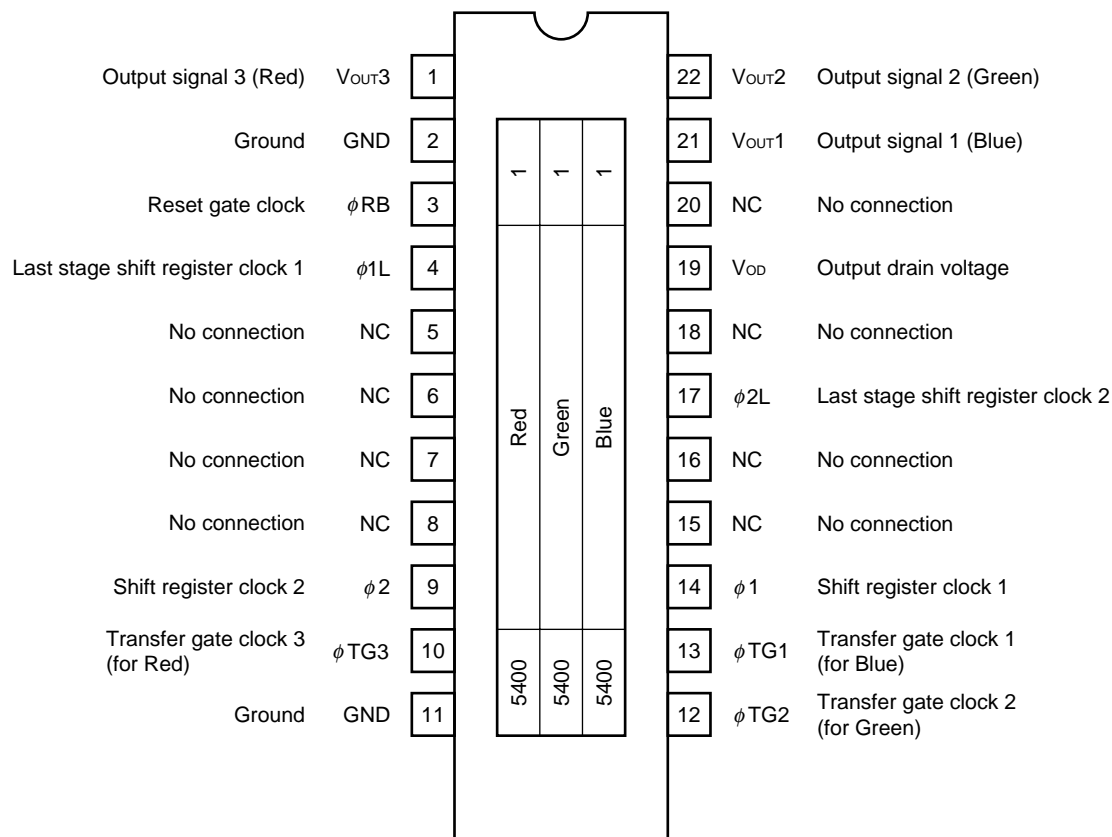 Output signal 3 (Red) VOUT3 1
Ground GND 2
Reset gate clock ϕRB 3
Last stage shift register clock 1 ϕ1L 4
No connection NC 5
No connection NC 6
No connection NC 7
No connection NC 8
Shift register clock 2 ϕ2 9
Transfer gate clock 3
(for Red) ϕTG3 10
Ground GND 11
1 1 1
Red Green Blue
5400 5400 5400
22 VOUT2 Output signal 2 (Green)
21 VOUT1 Output signal 1 (Blue)
20 NC No connection
19 VOD Output drain voltage
18 NC No connection
17 ϕ2L Last stage shift register clock 2
16 NC No connection
15 NC No connection
14 ϕ1 Shift register clock 1
13 ϕTG1 Transfer gate clock 1
(for Blue)
12 ϕTG2 Transfer gate clock 2
(for Green)